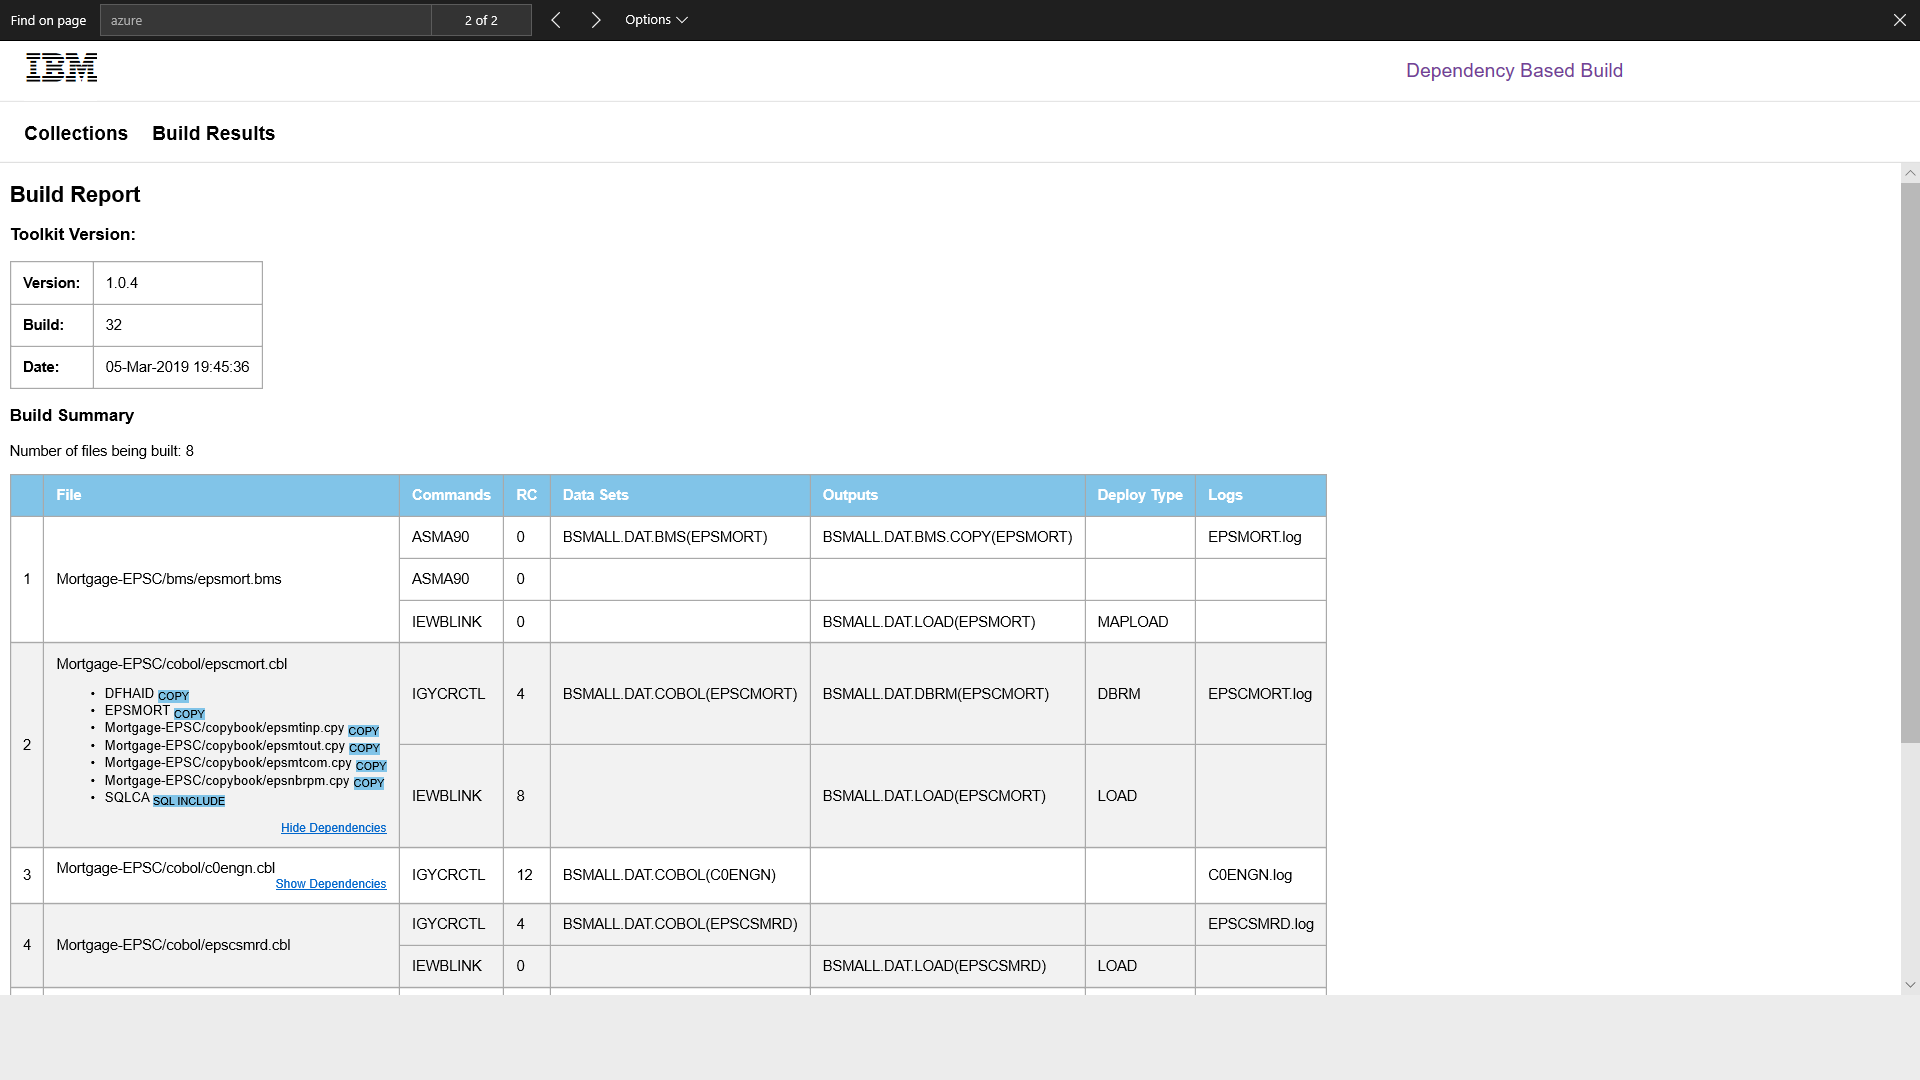 Find on page azure 2 of 2 Options
IBM
Dependency Based Build
Collections Build Results
Build Report
Toolkit Version:
Version: 1.0.4
Build: 32
Date: 05-Mar-2019 19:45:36
Build Summary
Number of files being built: 8
File Commands RC Data Sets Outputs Deploy Type Logs
1 Mortgage-EPSC/bms/epsmort.bms
ASMA90 0 BSMALL.DAT.BMS(EPSMORT) BSMALL.DAT.BMS.COPY(EPSMORT) EPSMORT.log
ASMA90 0
IEWBLINK 0 BSMALL.DAT.LOAD(EPSMORT) MAPLOAD
2 Mortgage-EPSC/cobol/epscmort.cbl
• DFHAID COPY
• EPSMORT COPY
• Mortgage-EPSC/copybook/epsmtinp.cpy COPY
• Mortgage-EPSC/copybook/epsmtout.cpy COPY
• Mortgage-EPSC/copybook/epsmtcom.cpy COPY
• Mortgage-EPSC/copybook/epsnbrpm.cpy COPY
• SQLCA SQL INCLUDE
Hide Dependencies
IGYCRCTL 4 BSMALL.DAT.COBOL(EPSCMORT) BSMALL.DAT.DBRM(EPSCMORT) DBRM EPSCMORT.log
IEWBLINK 8 BSMALL.DAT.LOAD(EPSCMORT) LOAD
3 Mortgage-EPSC/cobol/c0engn.cbl
Show Dependencies
IGYCRCTL 12 BSMALL.DAT.COBOL(C0ENGN) C0ENGN.log
4 Mortgage-EPSC/cobol/epscsmrd.cbl
IGYCRCTL 4 BSMALL.DAT.COBOL(EPSCSMRD) EPSCSMRD.log
IEWBLINK 0 BSMALL.DAT.LOAD(EPSCSMRD) LOAD